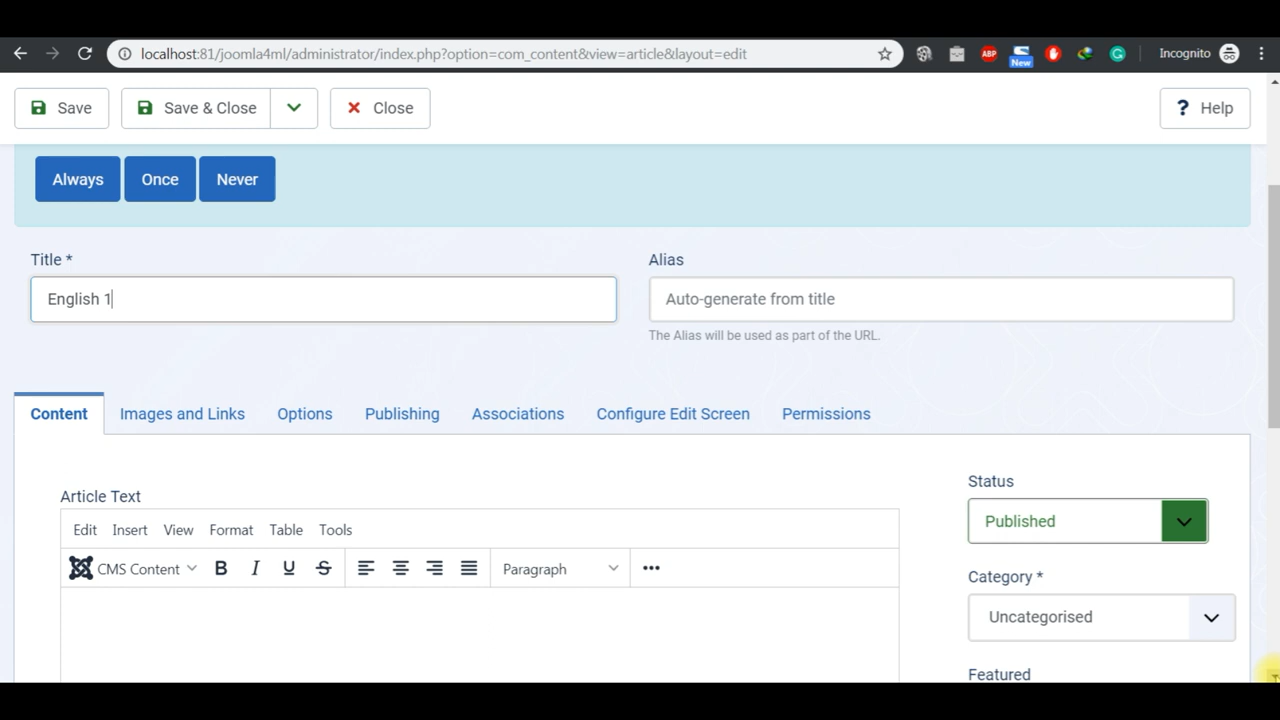 localhost:81/joomla4ml/administrator/index.php?option=com_content&view=article&layout=edit
ABP
New
Incognito
Save
Save & Close
Close
? Help
Always
Once
Never
Title *
Alias
English 1
Auto-generate from title
The Alias will be used as part of the URL.
Content
Images and Links
Options
Publishing
Associations
Configure Edit Screen
Permissions
Article Text
Status
Edit
Insert
View
Format
Table
Tools
Published
CMS Content
B
I
U
S
Paragraph
Category *
Uncategorised
Featured